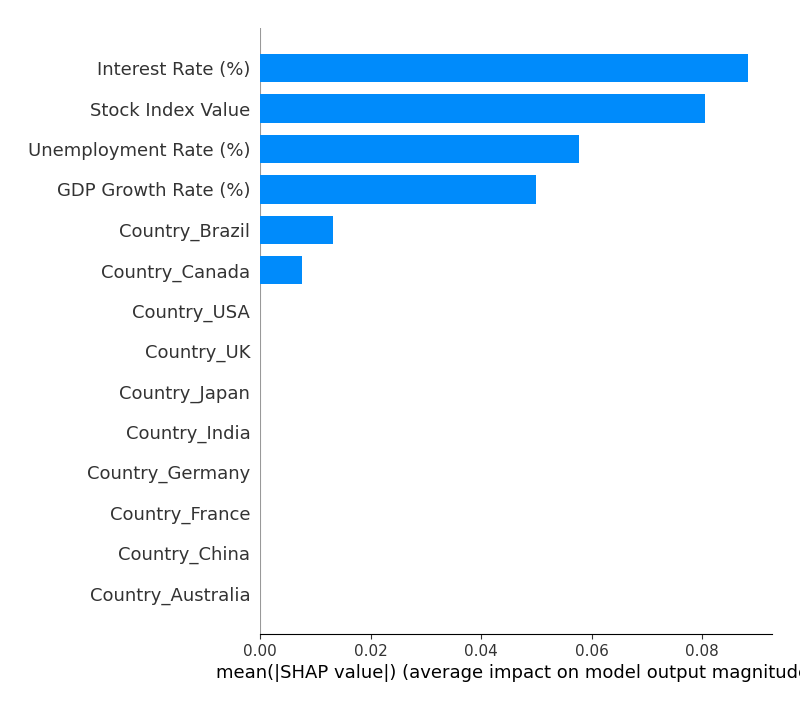 Interest Rate (%)
Stock Index Value
Unemployment Rate (%)
GDP Growth Rate (%)
Country_Brazil
Country_Canada
Country_USA
Country_UK
Country_Japan
Country_India
Country_Germany
Country_France
Country_China
Country_Australia
0.00 0.02 0.04 0.06 0.08
mean(|SHAP value|) (average impact on model output magnitude